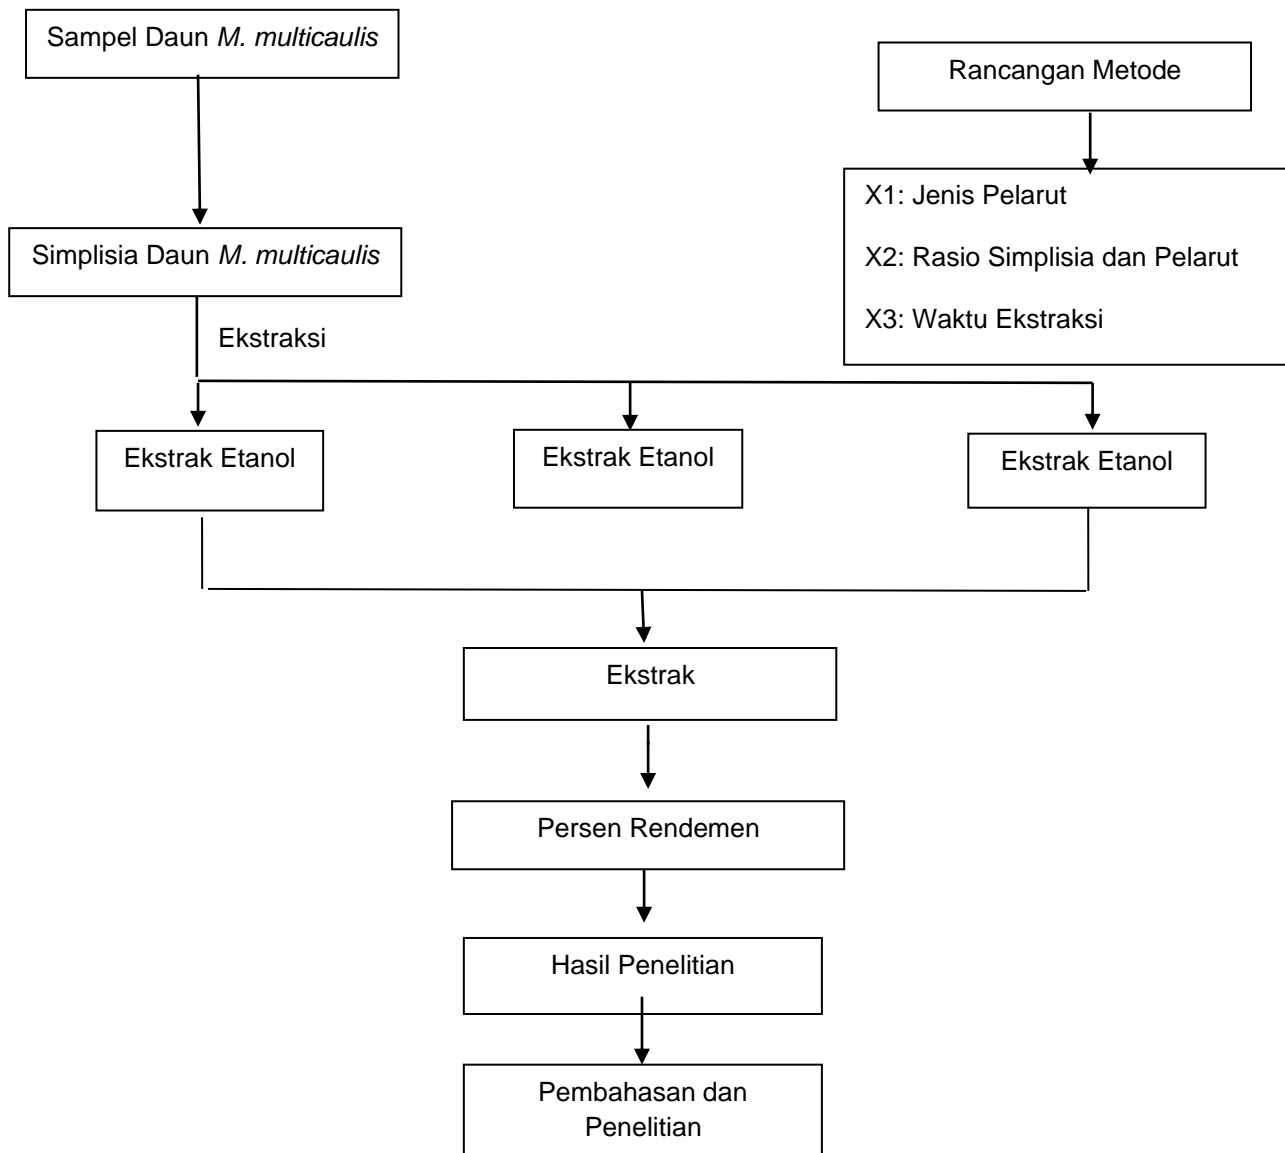 Sampel Daun M. multicaulis
Rancangan Metode
X1: Jenis Pelarut
X2: Rasio Simplisia dan Pelarut
X3: Waktu Ekstraksi
Simplisia Daun M. multicaulis
Ekstraksi
Ekstrak Etanol
Ekstrak Etanol
Ekstrak Etanol
Ekstrak
Persen Rendemen
Hasil Penelitian
Pembahasan dan
Penelitian